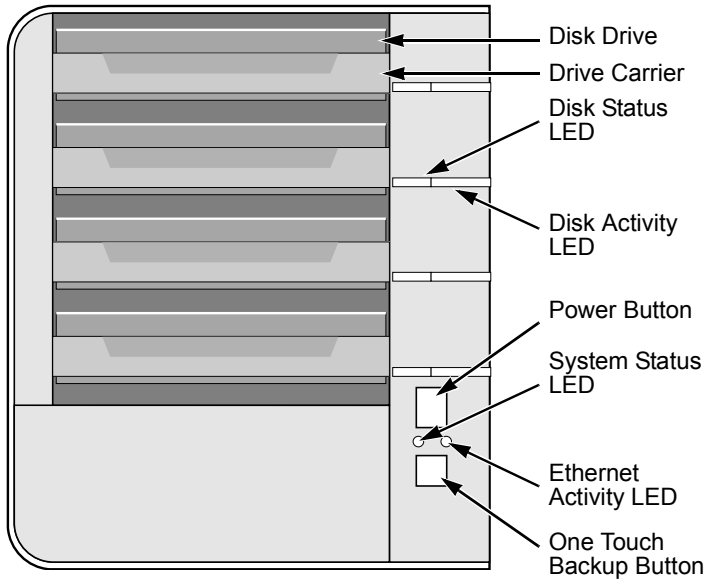 Disk Drive
Drive Carrier
Disk Status
LED
Disk Activity
LED
Power Button
System Status
LED
Ethernet
Activity LED
One Touch
Backup Button